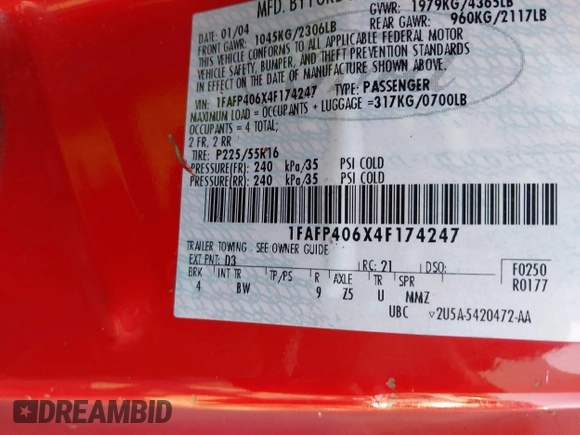 MFD. BY FORD
DATE: 01/04 GVWR: 1979KG/4365LB
FRONT GAWR: 1045KG/2306LB REAR GAWR: 960KG/2117LB
THIS VEHICLE CONFORMS TO ALL APPLICABLE FEDERAL MOTOR
VEHICLE SAFETY, BUMPER, AND THEFT PREVENTION STANDARDS
IN EFFECT ON THE DATE OF MANUFACTURE SHOWN ABOVE.
VIN: 1FAFP406X4F174247 TYPE: PASSENGER
MAXIMUM LOAD = OCCUPANTS + LUGGAGE =317KG/0700LB
OCCUPANTS = 4 TOTAL;
2 FR, 2 RR
TIRE: P225/55R16
PRESSURE(FR): 240 kPa/35 PSI COLD
PRESSURE(RR): 240 kPa/35 PSI COLD
1FAFP406X4F174247
TRAILER TOWING - SEE OWNER GUIDE
EXT PNT: D3 RC: 21 DSO: F0250
BRK INT TR TP/PS R AXLE TR SPR R0177
4 BW 9 Z5 U MMZ
UBC ▽2U5A-5420472-AA
DREAMBID